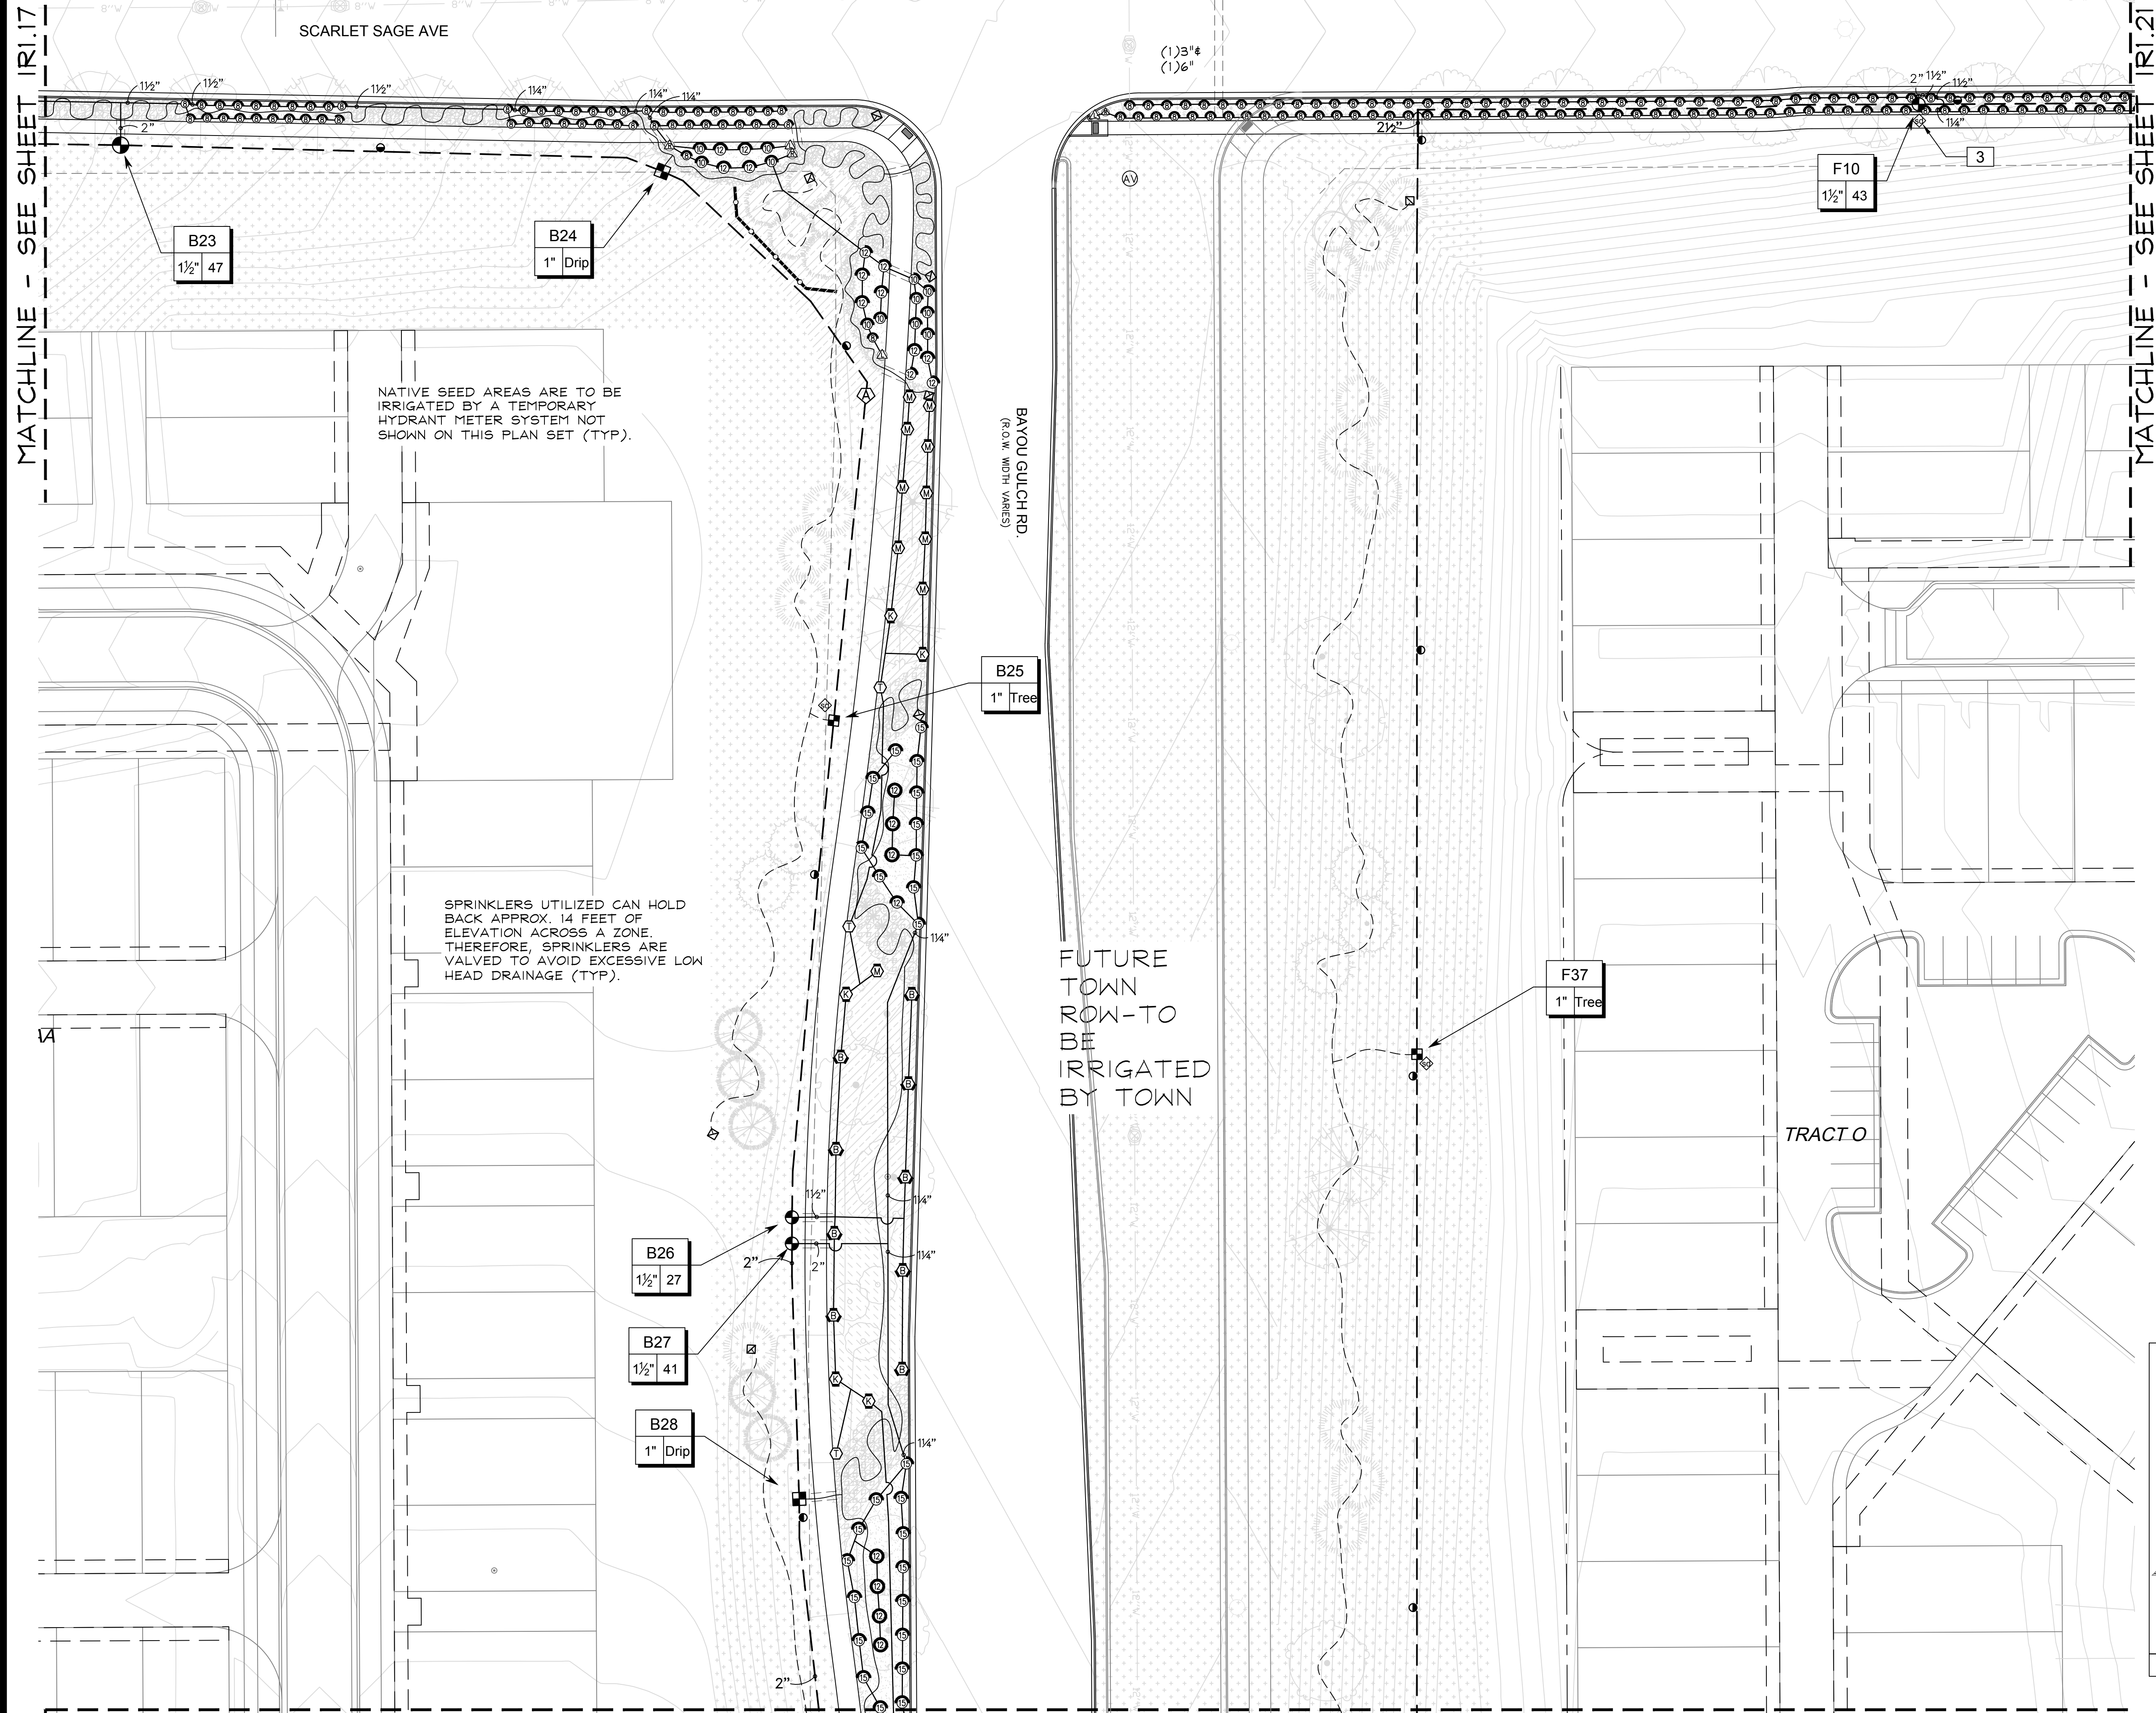 MATCHLINE - SEE SHEET IR1.17
SCARLET SAGE AVE
(1)3"&
(1)6"
MATCHLINE - SEE SHEET IR1.21
1½"
1½"
1½"
1¼"
1¼"
1¼"
2"
2½"
2"
1½"
1½"
1¼"
AV
3
F10
1½" 43
B23
1½" 47
B24
1" Drip
NATIVE SEED AREAS ARE TO BE
IRRIGATED BY A TEMPORARY
HYDRANT METER SYSTEM NOT
SHOWN ON THIS PLAN SET (TYP).
A
BAYOU GULCH RD.
(R.O.W. WIDTH VARIES)
B25
1" Tree
SPRINKLERS UTILIZED CAN HOLD
BACK APPROX. 14 FEET OF
ELEVATION ACROSS A ZONE.
THEREFORE, SPRINKLERS ARE
VALVED TO AVOID EXCESSIVE LOW
HEAD DRAINAGE (TYP).
1¼"
FUTURE
TOWN
ROW-TO
BE
IRRIGATED
BY TOWN
F37
1" Tree
AA
TRACT O
1½"
1¼"
B26
1½" 27
2"
2"
1¼"
B27
1½" 41
B28
1" Drip
1¼"
2"